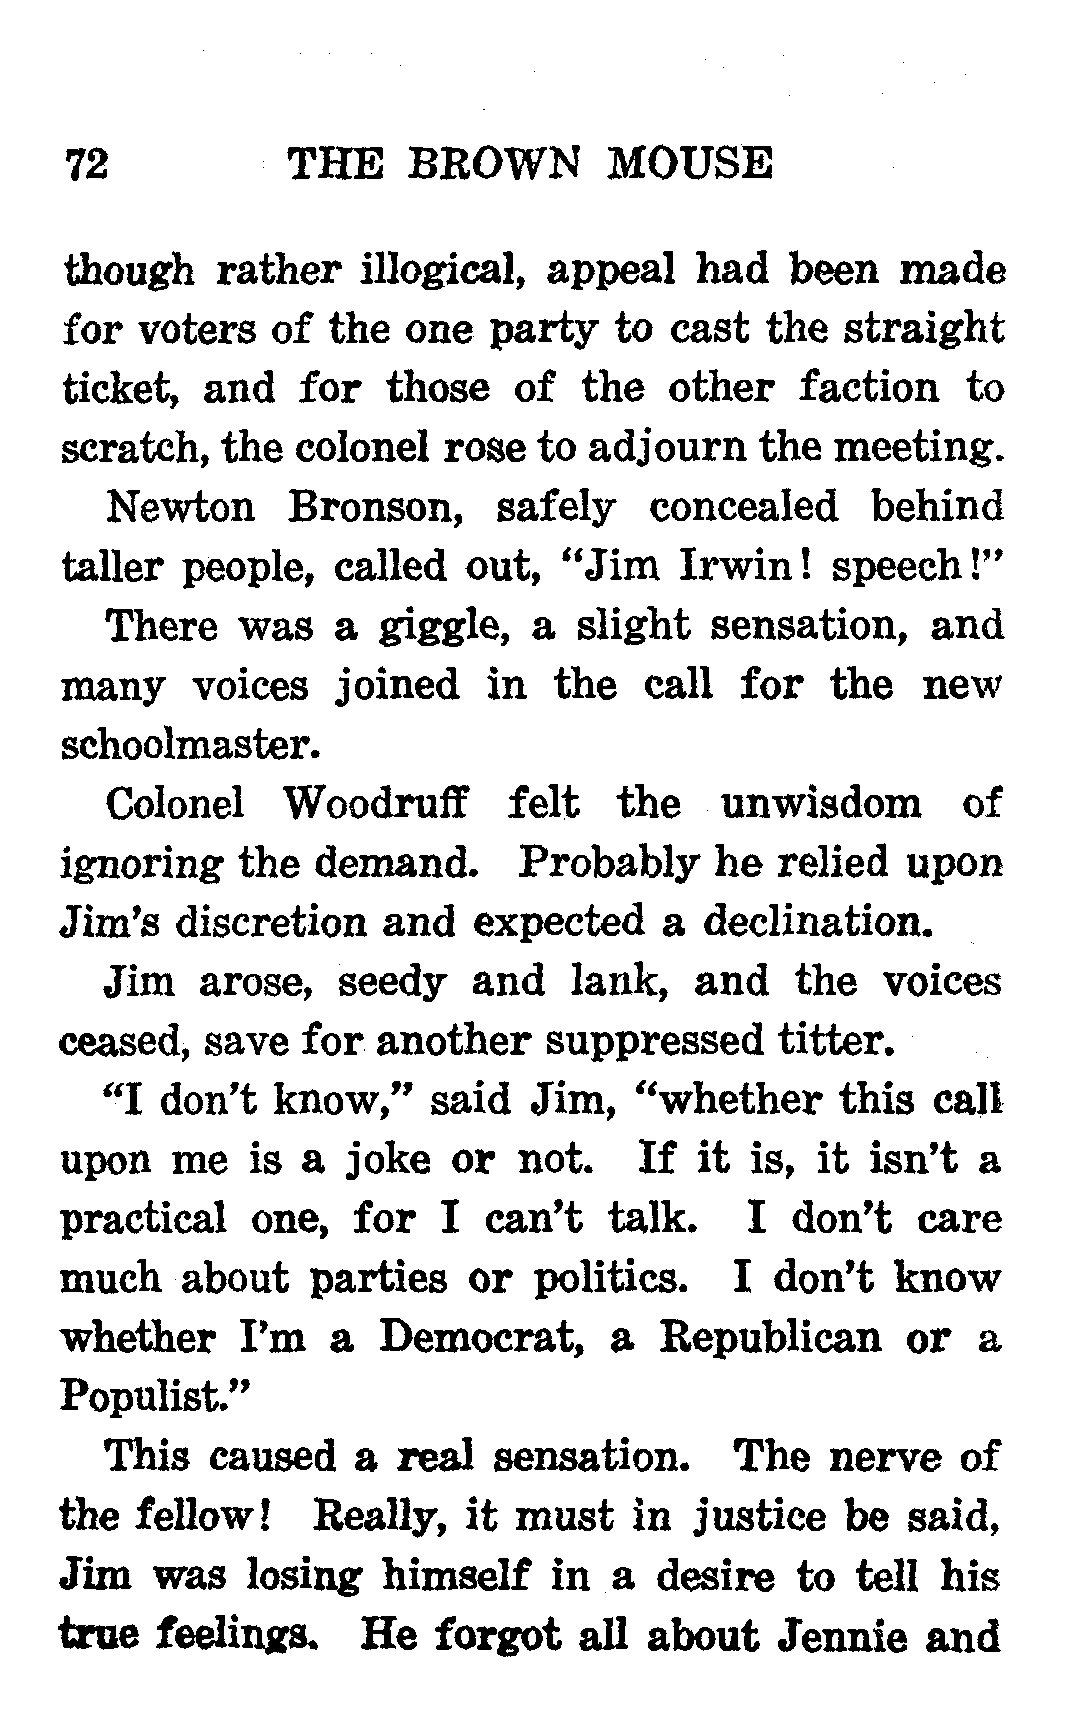 72 THE BROWN MOUSE
though rather illogical, appeal had been made
for voters of the one party to cast the straight
ticket, and for those of the other faction to
scratch, the colonel rose to adjourn the meeting.
Newton Bronson, safely concealed behind
taller people, called out, "Jim Irwin! speech!"
There was a giggle, a slight sensation, and
many voices joined in the call for the new
schoolmaster.
Colonel Woodruff felt the unwisdom of
ignoring the demand. Probably he relied upon
Jim's discretion and expected a declination.
Jim arose, seedy and lank, and the voices
ceased, save for another suppressed titter.
"I don't know," said Jim, "whether this call
upon me is a joke or not. If it is, it isn't a
practical one, for I can't talk. I don't care
much about parties or politics. I don't know
whether I'm a Democrat, a Republican or a
Populist."
This caused a real sensation. The nerve of
the fellow! Really, it must in justice be said,
Jim was losing himself in a desire to tell his
true feelings. He forgot all about Jennie and